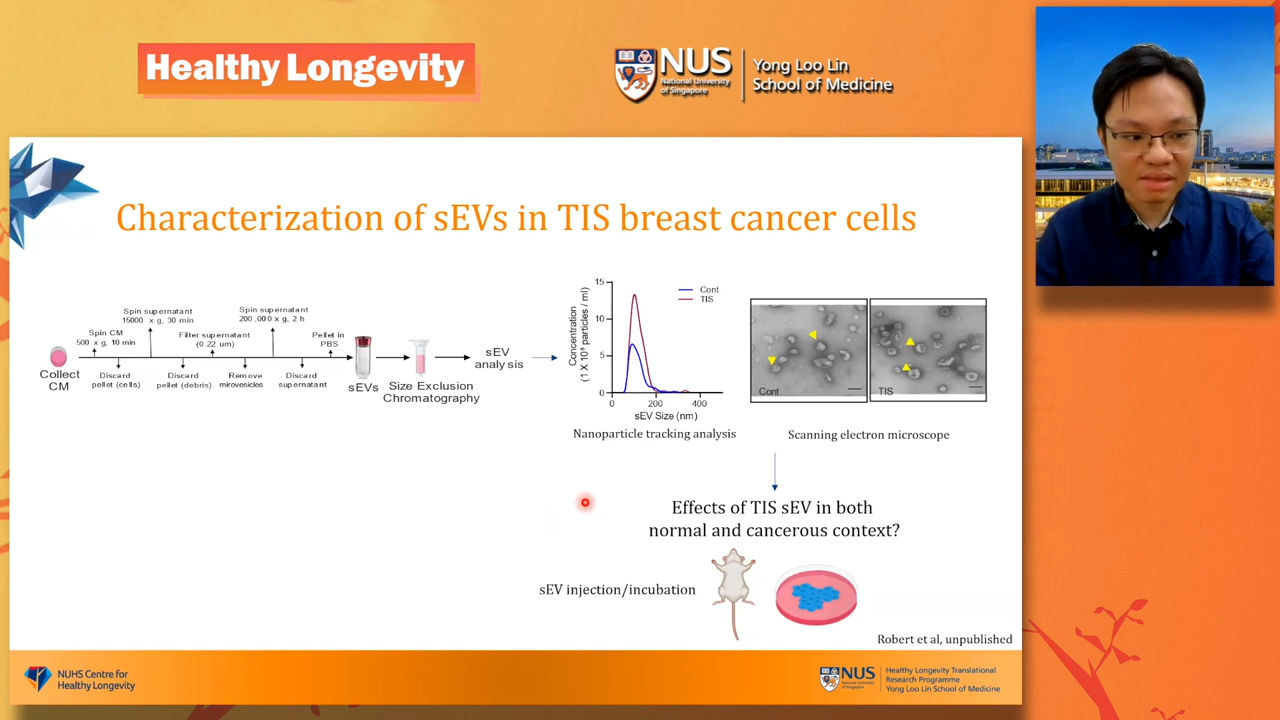 Healthy Longevity
NUS
National University
of Singapore
Yong Loo Lin
School of Medicine
Characterization of sEVs in TIS breast cancer cells
Collect
CM
Spin CM
500 x g, 10 min
Discard
pellet (cells)
Spin supernatant
15000 x g, 30 min
Discard
pellet (debris)
Filter supernatant
(0.22 um)
Remove
mirovesicles
Spin supernatant
200 ,000 x g, 2 h
Discard
supernatant
Pellet in
PBS
sEVs
Size Exclusion
Chromatography
sEV
analysis
Concentration
(1 X 10⁸ particles / ml)
15
10
5
0
0
200
400
sEV Size (nm)
Cont
TIS
Nanoparticle tracking analysis
Cont
TIS
Scanning electron microscope
Effects of TIS sEV in both
normal and cancerous context?
sEV injection/incubation
Robert et al, unpublished
NUHS Centre for
Healthy Longevity
NUS
National University
of Singapore
Healthy Longevity Translational
Research Programme
Yong Loo Lin School of Medicine